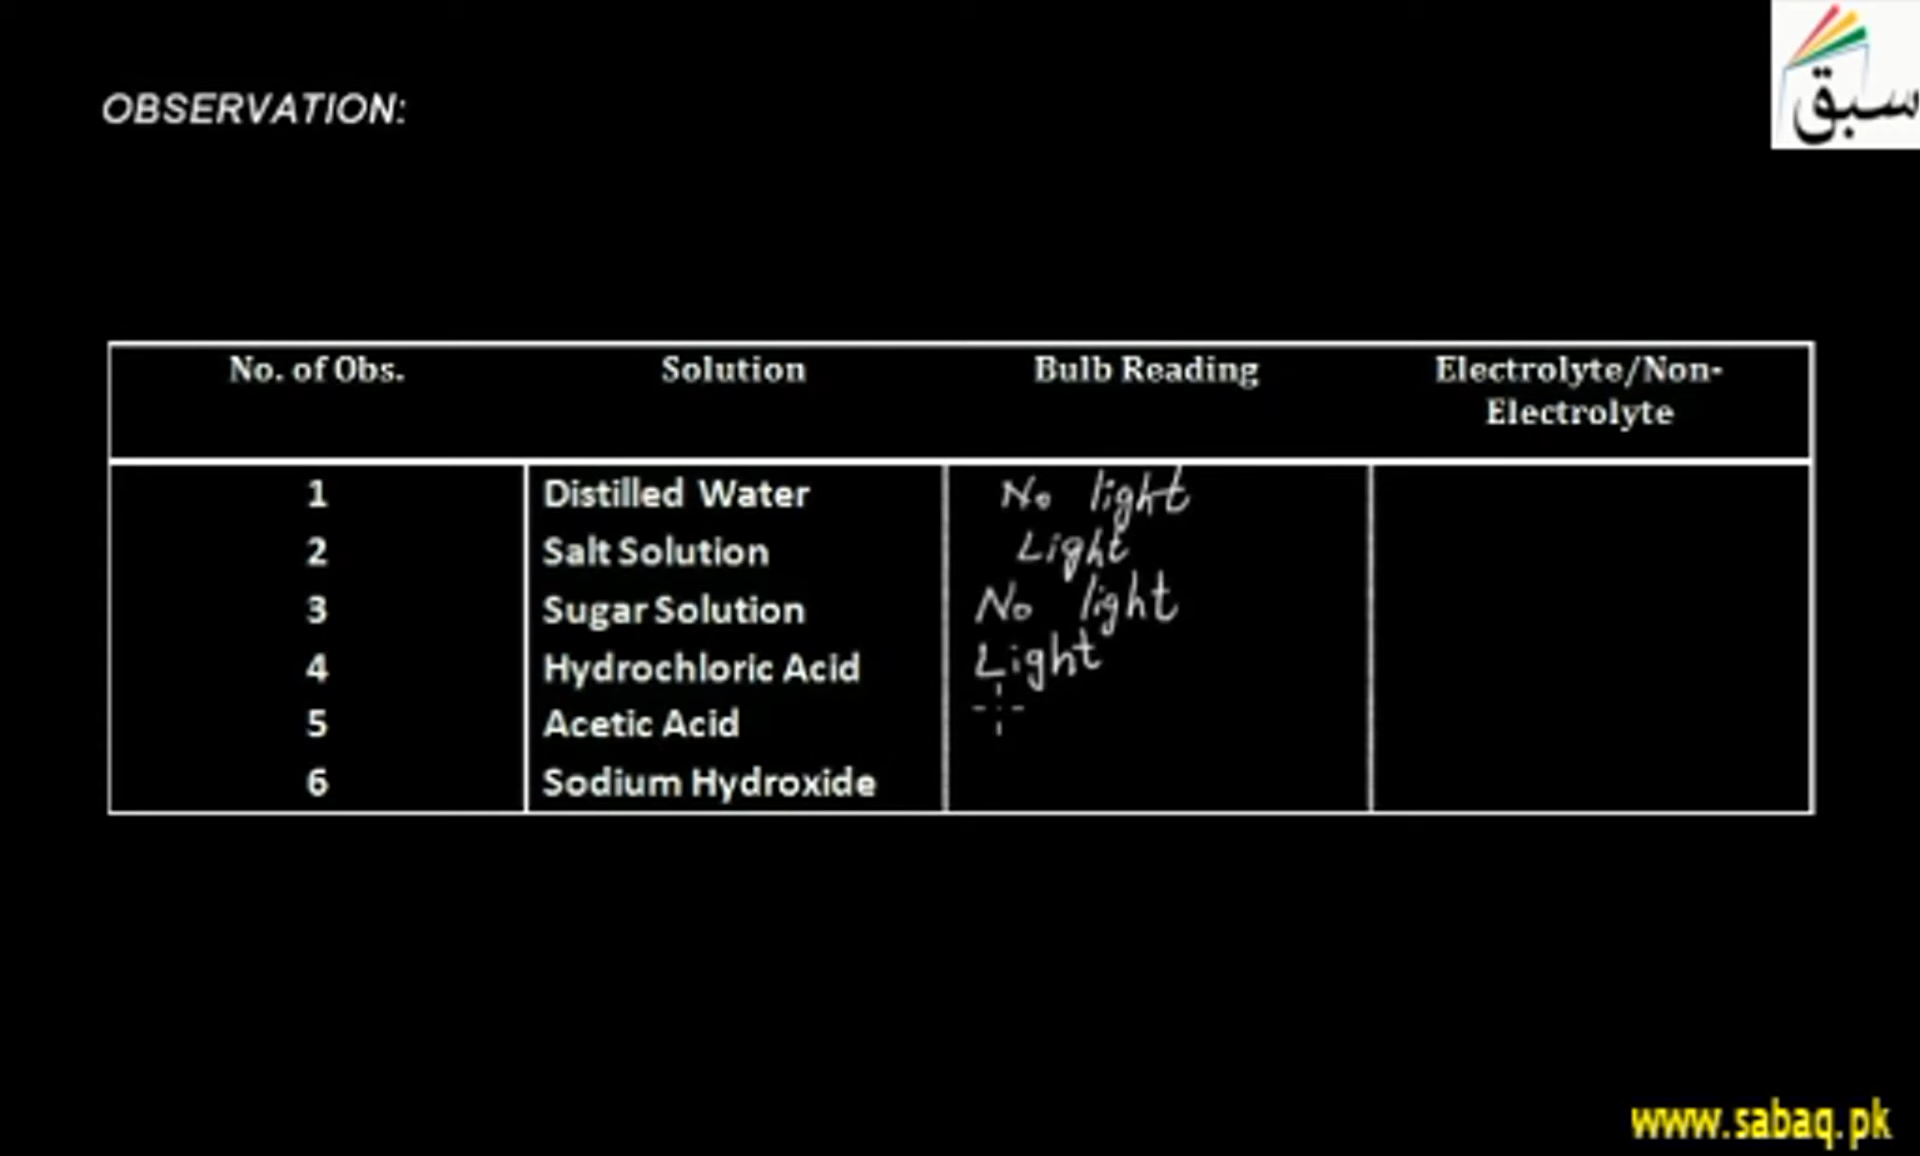 سبق
OBSERVATION:
No. of Obs. Solution Bulb Reading Electrolyte/Non-
Electrolyte
1 Distilled Water No light
2 Salt Solution Light
3 Sugar Solution No light
4 Hydrochloric Acid Light
5 Acetic Acid
6 Sodium Hydroxide
www.sabaq.pk